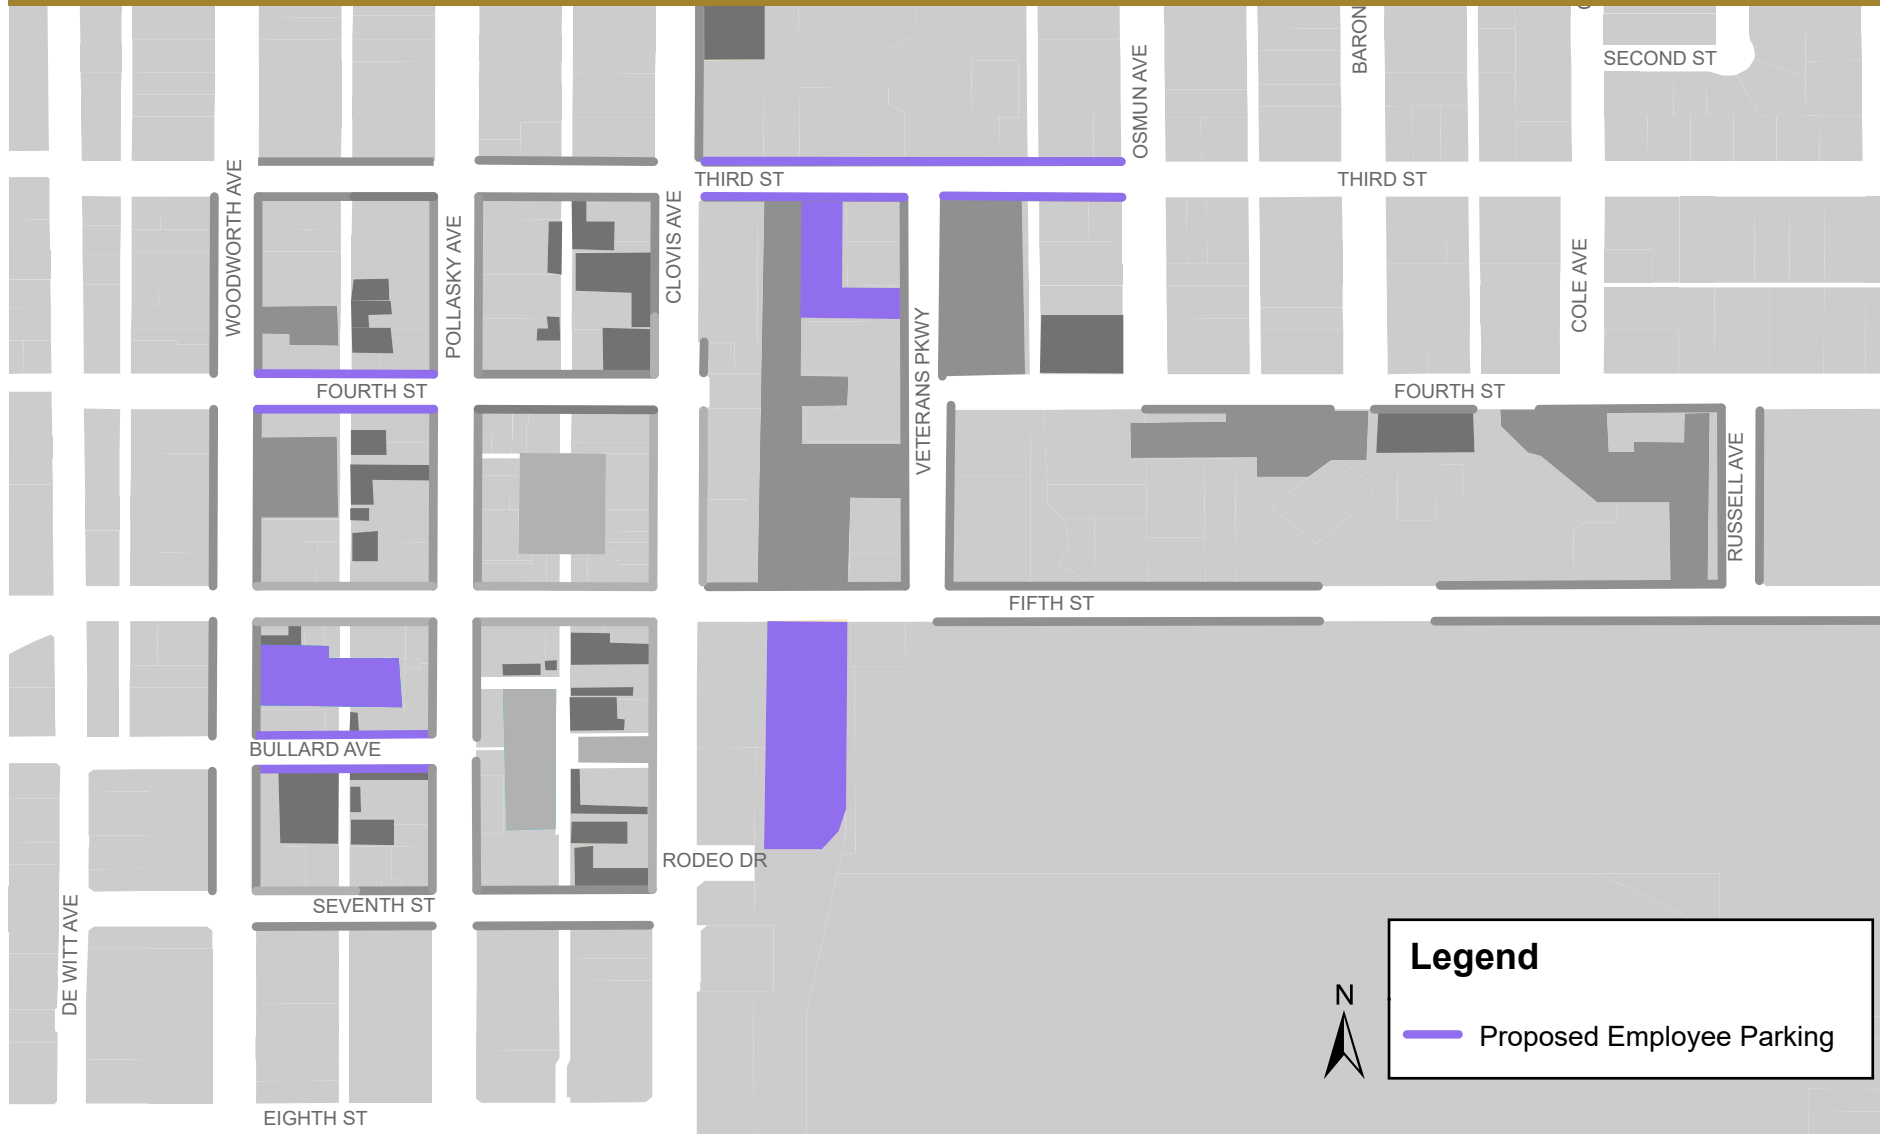 BARON
OSMUN AVE
SECOND ST
THIRD ST
THIRD ST
WOODWORTH AVE
POLLASKY AVE
CLOVIS AVE
COLE AVE
VETERANS PKWY
FOURTH ST
FOURTH ST
RUSSELL AVE
FIFTH ST
BULLARD AVE
RODEO DR
SEVENTH ST
DE WITT AVE
EIGHTH ST
N
Legend
Proposed Employee Parking